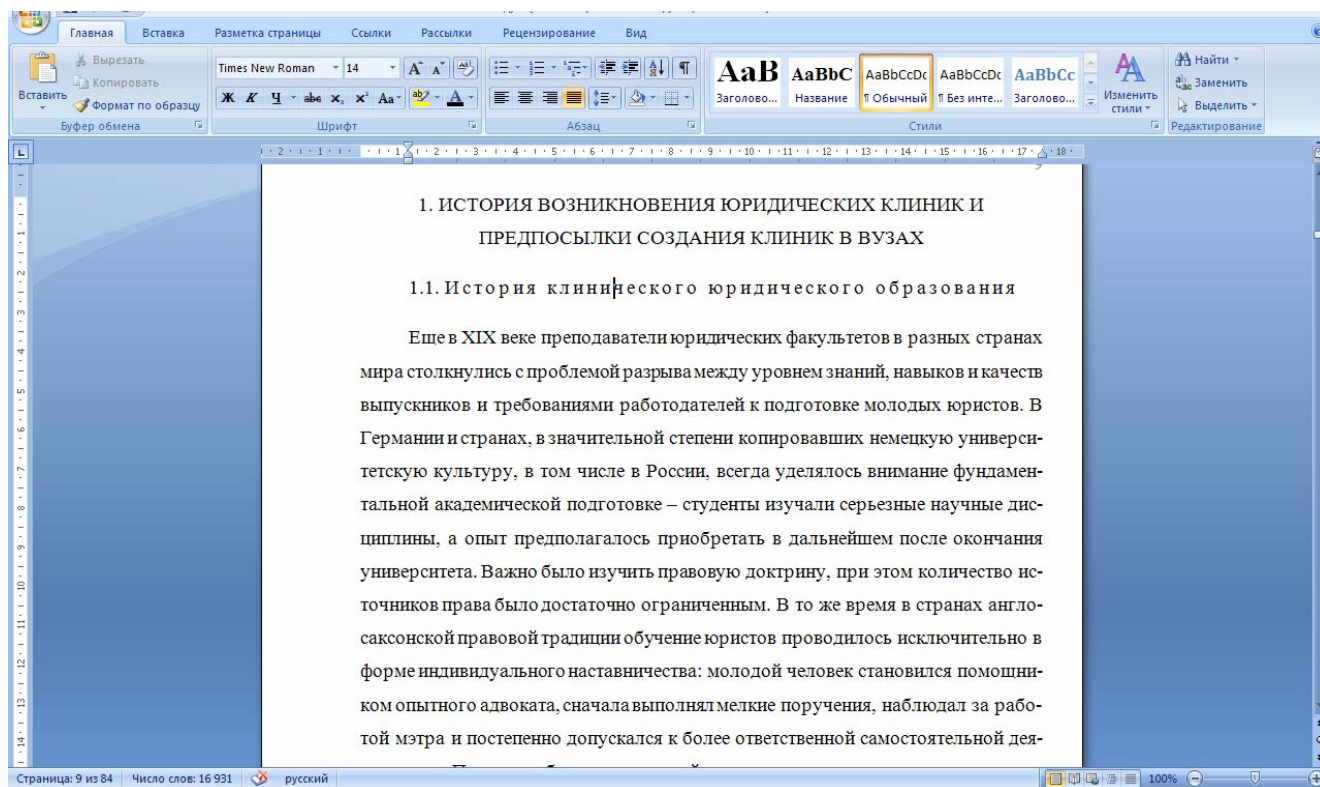 Главная Вставка Разметка страницы Ссылки Рассылки Рецензирование Вид
Вырезать
Копировать
Формат по образцу
Вставить
Буфер обмена
Times New Roman 14
Ж К Ч abc x₂ x² Aa
Шрифт
Абзац
АаВ АаBbС AaBbCcDc AaBbCcDc AaBbCc
Заголово... Название ¶ Обычный ¶ Без инте... Заголово...
Изменить стили
Стили
Найти
Заменить
Выделить
Редактирование
1. ИСТОРИЯ ВОЗНИКНОВЕНИЯ ЮРИДИЧЕСКИХ КЛИНИК И
ПРЕДПОСЫЛКИ СОЗДАНИЯ КЛИНИК В ВУЗАХ
1.1. История клинического юридического образования
Еще в XIX веке преподаватели юридических факультетов в разных странах
мира столкнулись с проблемой разрыва между уровнем знаний, навыков и качеств
выпускников и требованиями работодателей к подготовке молодых юристов. В
Германии и странах, в значительной степени копировавших немецкую универси-
тетскую культуру, в том числе в России, всегда уделялось внимание фундамен-
тальной академической подготовке – студенты изучали серьезные научные дис-
циплины, а опыт предполагалось приобретать в дальнейшем после окончания
университета. Важно было изучить правовую доктрину, при этом количество ис-
точников права было достаточно ограниченным. В то же время в странах англо-
саксонской правовой традиции обучение юристов проводилось исключительно в
форме индивидуального наставничества: молодой человек становился помощни-
ком опытного адвоката, сначала выполнял мелкие поручения, наблюдал за рабо-
той мэтра и постепенно допускался к более ответственной самостоятельной дея-
Страница: 9 из 84 Число слов: 16 931 русский 100%